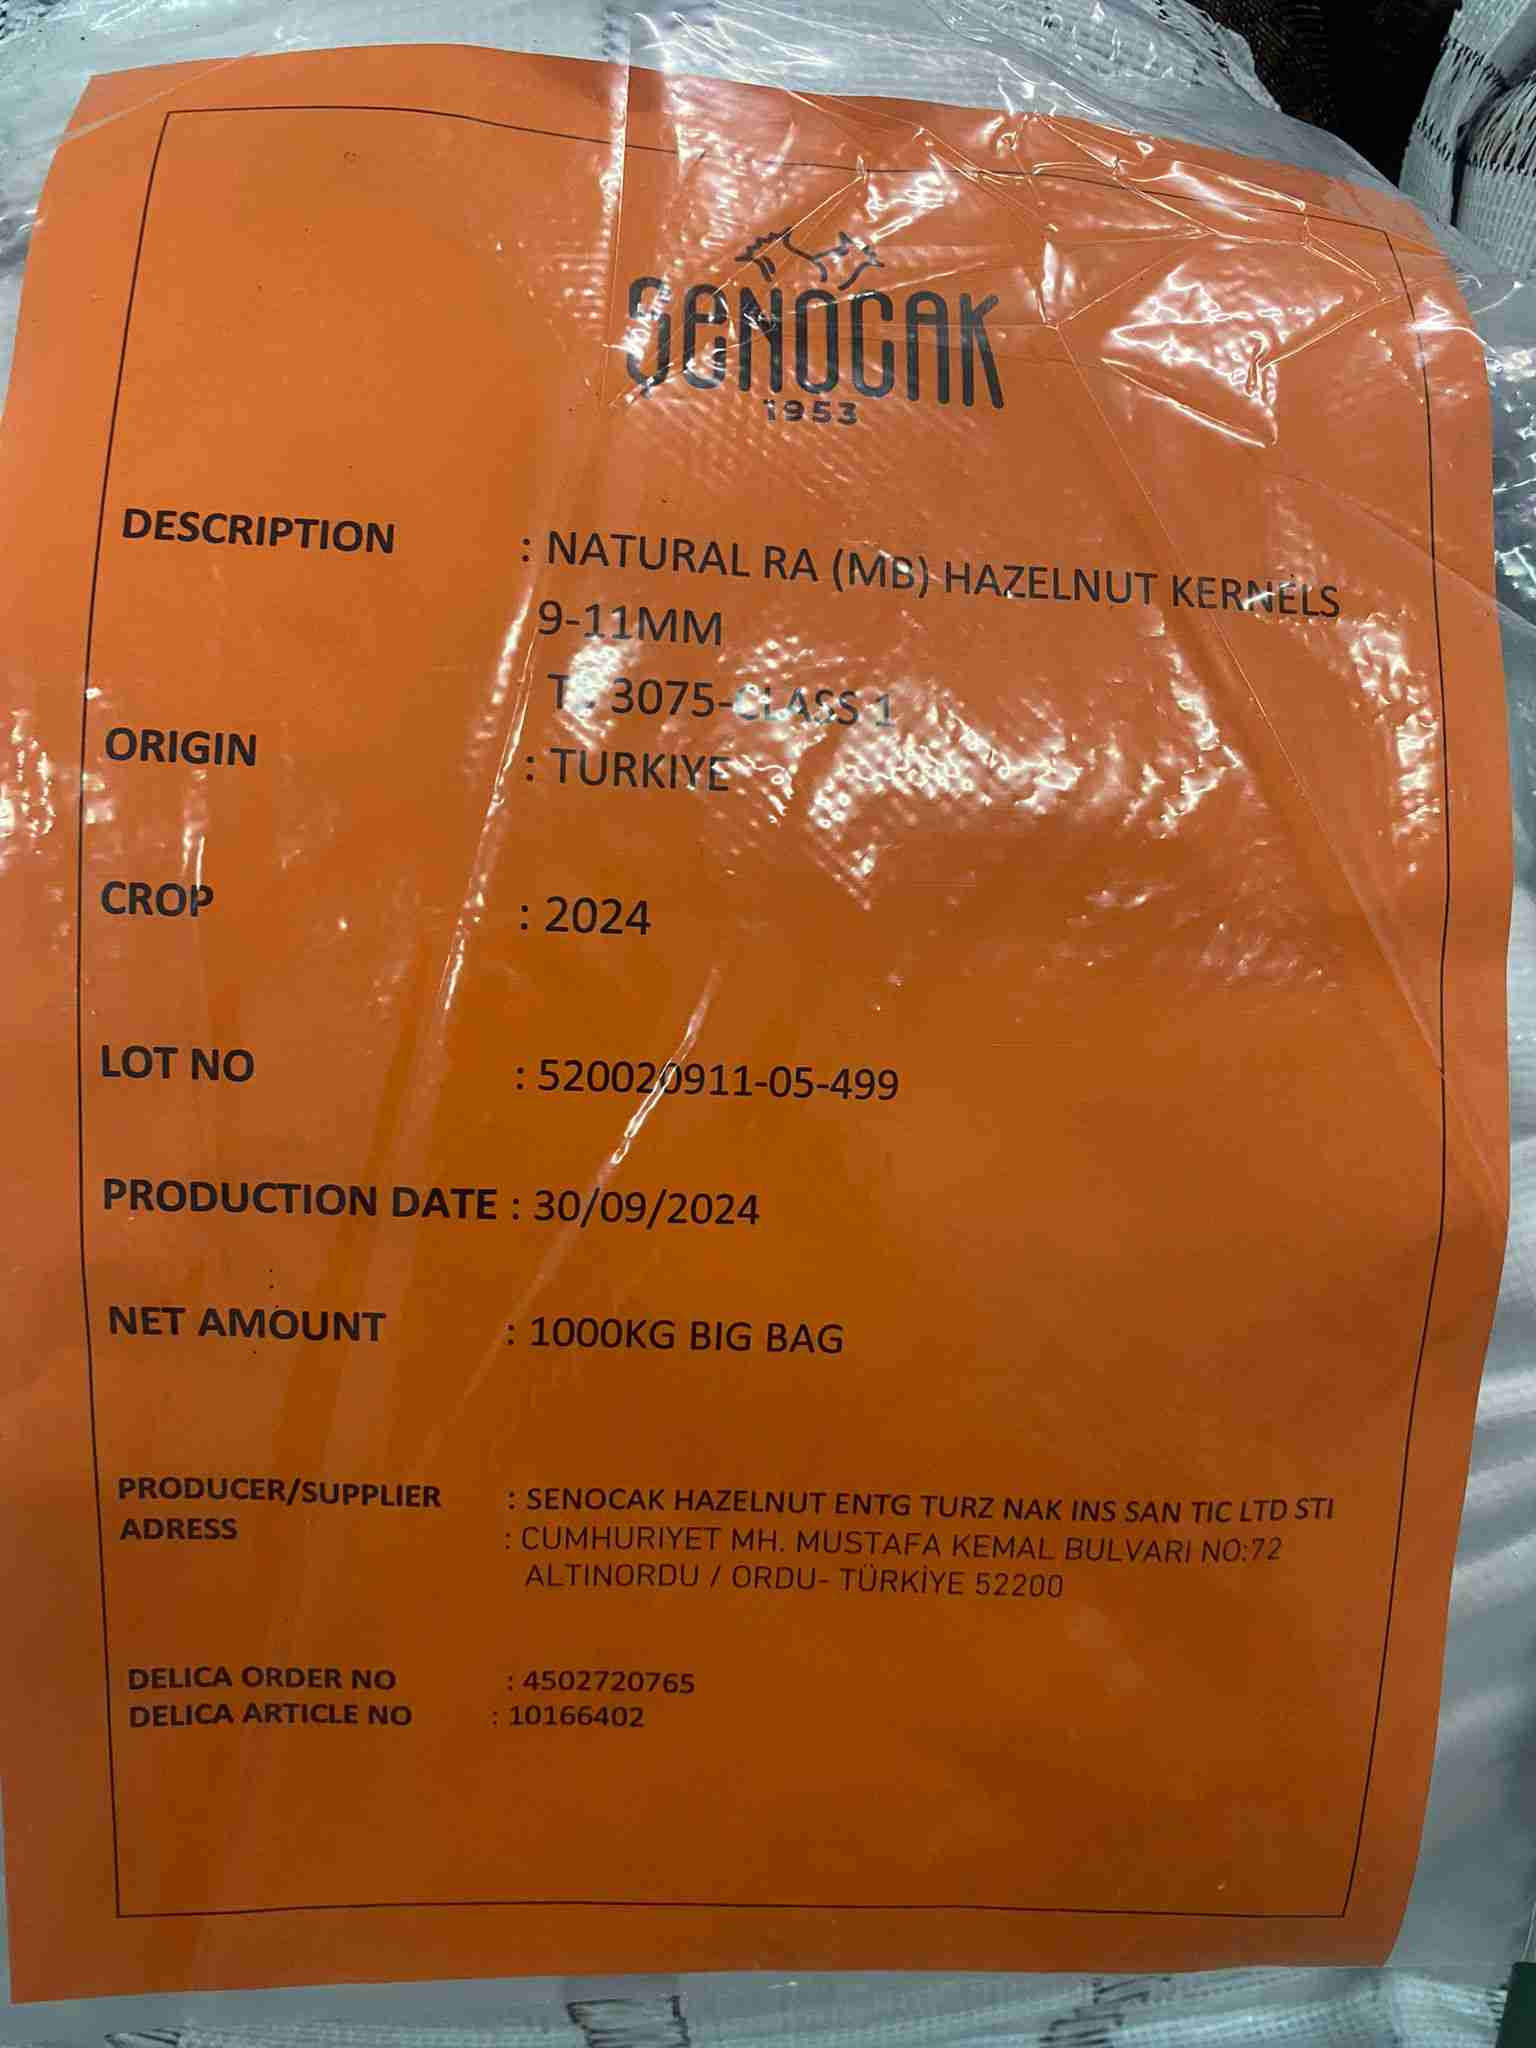 SENOCAK
1953
DESCRIPTION : NATURAL RA (MB) HAZELNUT KERNELS
9-11MM
3075-CLASS 1
ORIGIN : TURKIYE
CROP : 2024
LOT NO : 520020911-05-499
PRODUCTION DATE : 30/09/2024
NET AMOUNT : 1000KG BIG BAG
PRODUCER/SUPPLIER : SENOCAK HAZELNUT ENTG TURZ NAK INS SAN TIC LTD STI
ADRESS : CUMHURIYET MH. MUSTAFA KEMAL BULVARI NO:72
ALTINORDU / ORDU- TÜRKİYE 52200
DELICA ORDER NO : 4502720765
DELICA ARTICLE NO : 10166402